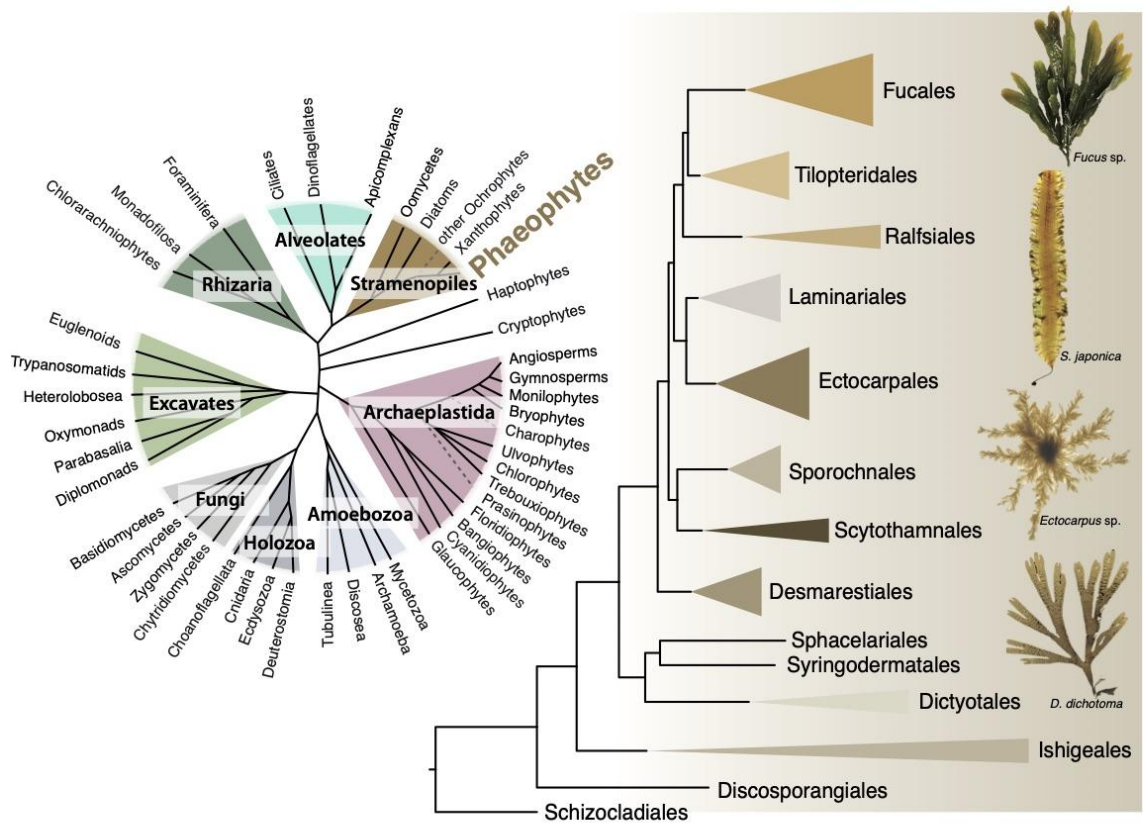 Chlorarachniophytes
Monadofilosa
Foraminifera
Rhizaria
Ciliates
Dinoflagellates
Apicomplexans
Alveolates
Oomycetes
Diatoms
other Ochrophytes
Xanthophytes
Phaeophytes
Stramenopiles
Haptophytes
Cryptophytes
Angiosperms
Gymnosperms
Monilophytes
Bryophytes
Charophytes
Ulvophytes
Chlorophytes
Trebouxiophytes
Prasinophytes
Floridiophytes
Bangiophytes
Cyanidiophytes
Glaucophytes
Archaeplastida
Mycetozoa
Archamoeba
Discosea
Tubulinea
Amoebozoa
Deuterostomia
Ecdysozoa
Cnidaria
Choanoflagellata
Holozoa
Chytridiomycetes
Zygomycetes
Ascomycetes
Basidiomycetes
Fungi
Diplomonads
Parabasalia
Oxymonads
Heterolobosea
Trypanosomatids
Euglenoids
Excavates
Fucales
Tilopteridales
Ralfsiales
Laminariales
Ectocarpales
Sporochnales
Scytothamnales
Desmarestiales
Sphacelariales
Syringodermatales
Dictyotales
Ishigeales
Discosporangiales
Schizocladiales
Fucus sp.
S. japonica
Ectocarpus sp.
D. dichotoma